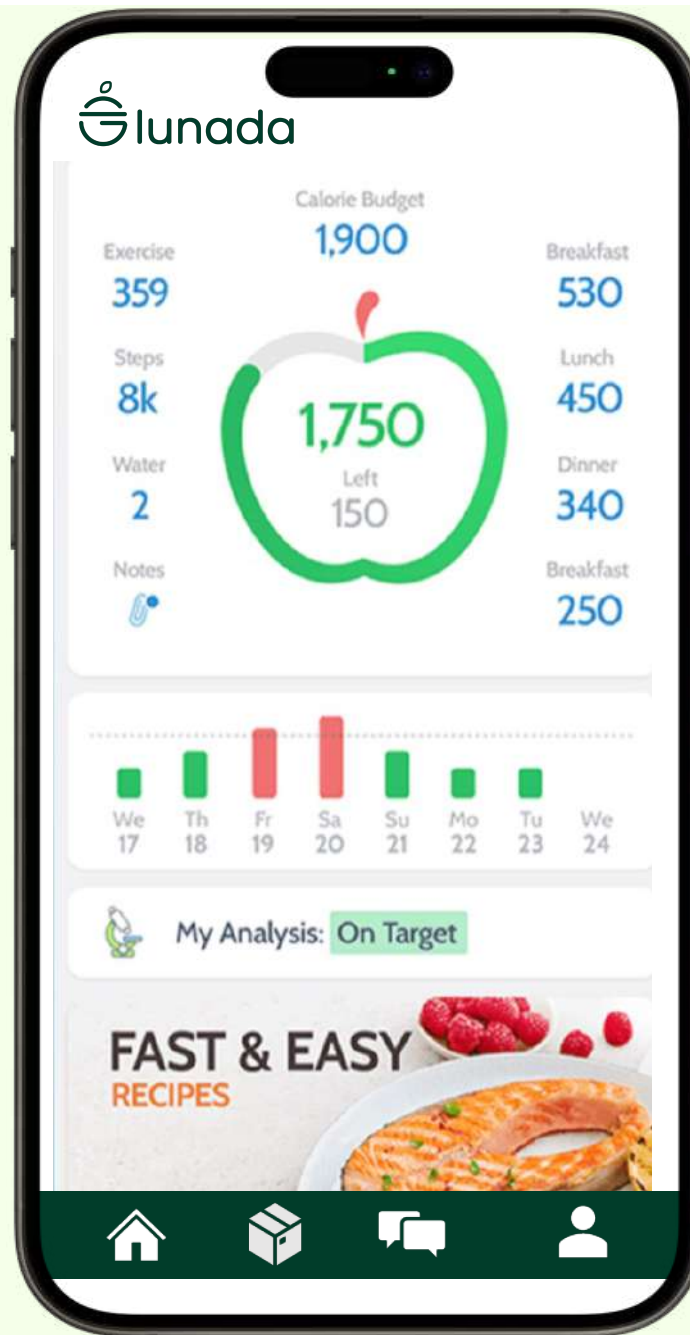 Glunada
Calorie Budget
1,900
Exercise
359
Steps
8k
Water
2
Notes
1,750
Left
150
Breakfast
530
Lunch
450
Dinner
340
Breakfast
250
We Th Fr Sa Su Mo Tu We
17 18 19 20 21 22 23 24
My Analysis: On Target
FAST & EASY
RECIPES